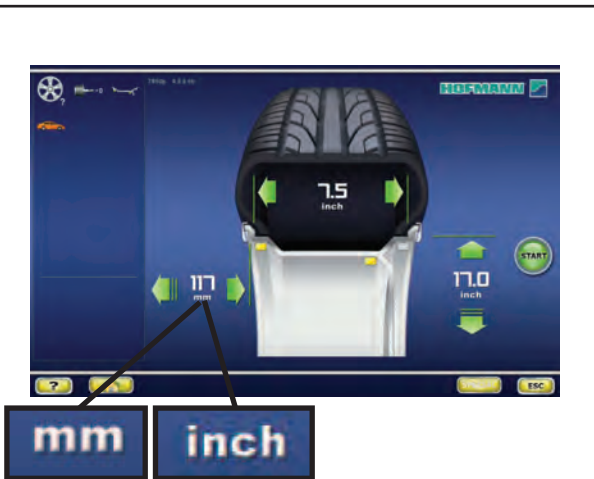 HOFMANN
7.5
inch
START
117
mm
17.0
inch
?
ESC
mm
inch